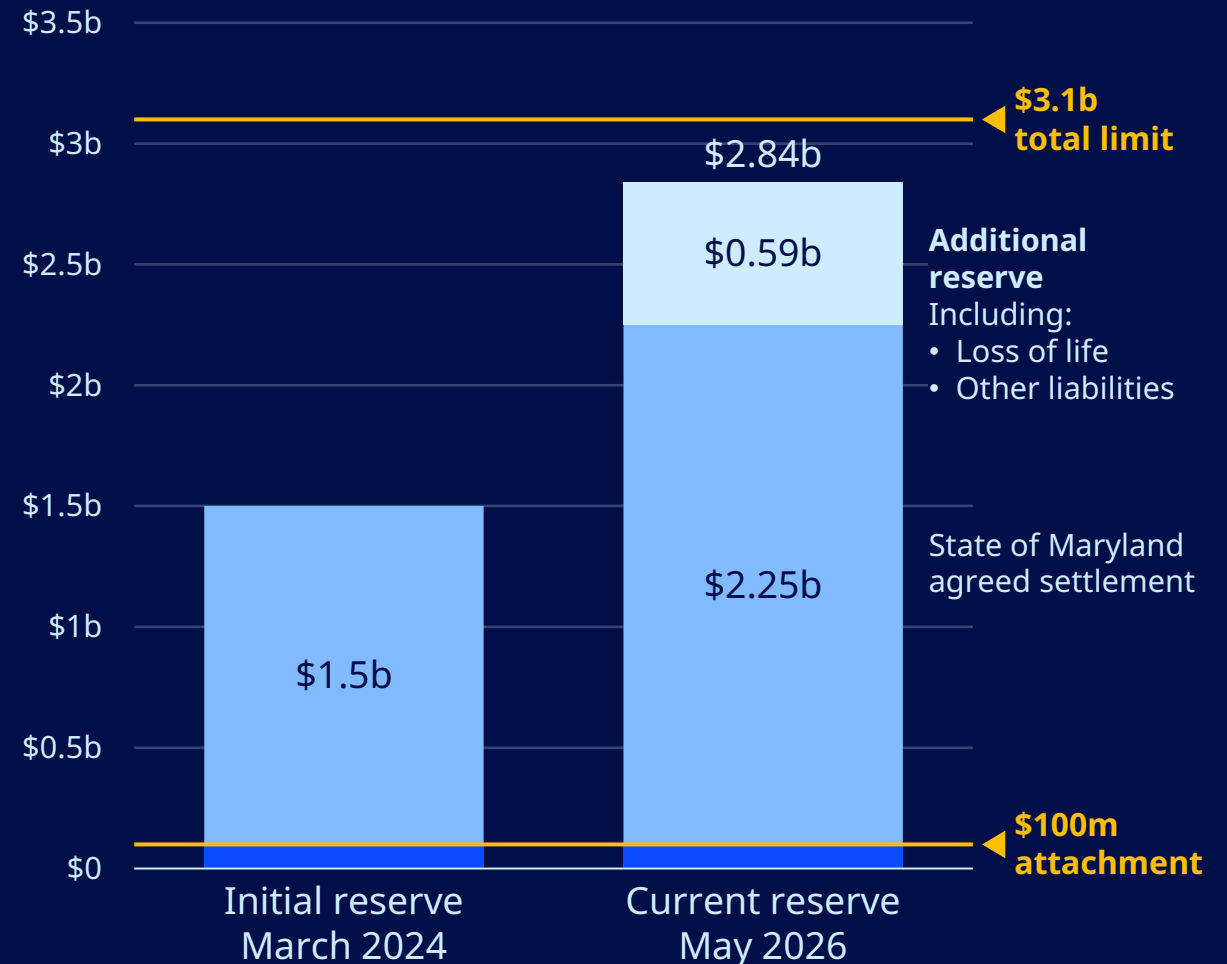 $3.5b
$3.1b
total limit
$3b
$2.84b
$0.59b
Additional
reserve
Including:
• Loss of life
• Other liabilities
$2.5b
$2b
$1.5b
State of Maryland
agreed settlement
$2.25b
$1b
$1.5b
$0.5b
$100m
attachment
$0
Initial reserve
March 2024
Current reserve
May 2026